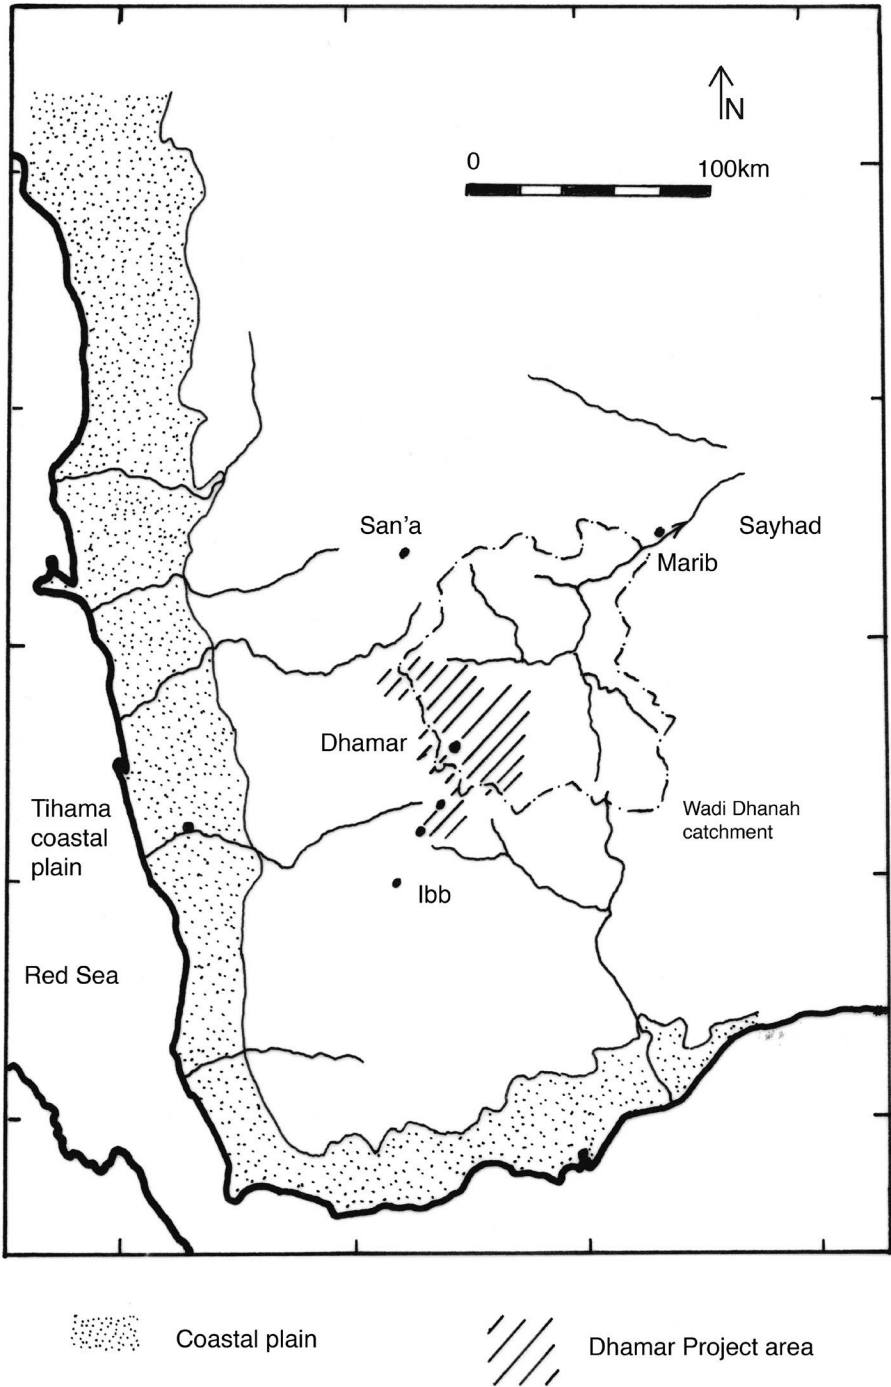 N
0 100km
San'a
Sayhad
Marib
Dhamar
Tihama
coastal
plain
Wadi Dhanah
catchment
Ibb
Red Sea
Coastal plain
Dhamar Project area